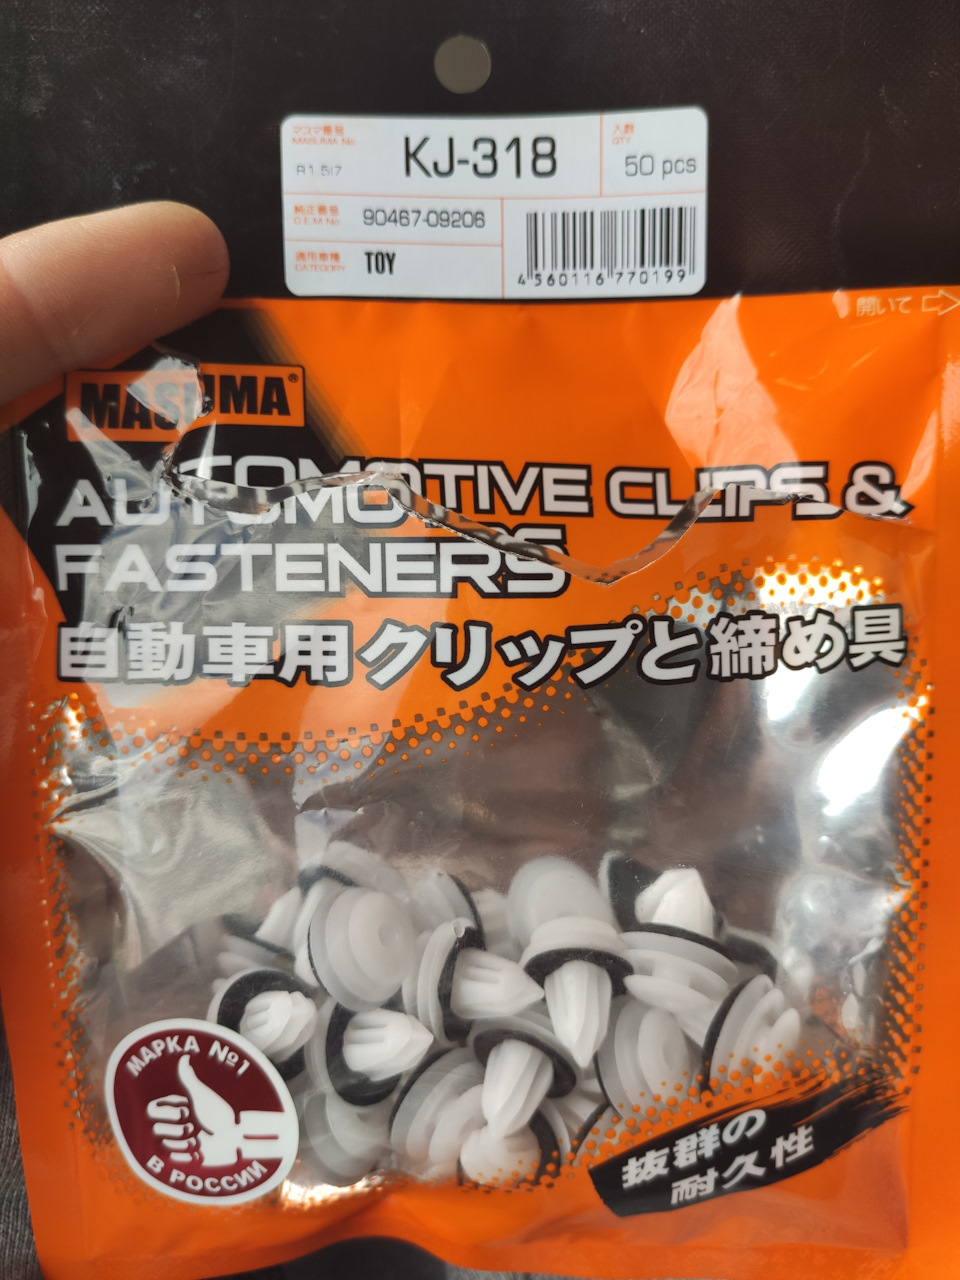 マスマ番号
MASUMA No.
KJ-318
入数
QTY
R1.5i7
50 pcs
純正番号
O.E.M No.
90467-09206
適用車種
CATEGORY
TOY
4560116770199
開いて
MASUMA®
AUTOMOTIVE CLIPS &
FASTENERS
自動車用クリップと締め具
МАРКА №1
В РОССИИ
抜群の
耐久性